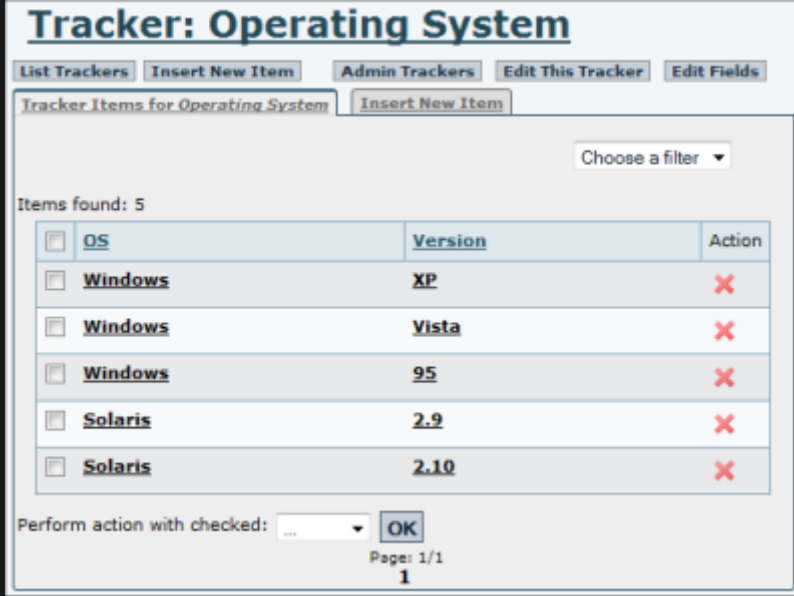 Tracker: Operating System
List Trackers Insert New Item Admin Trackers Edit This Tracker Edit Fields
Tracker Items for Operating System Insert New Item
Choose a filter
Items found: 5
OS Version Action
Windows XP
Windows Vista
Windows 95
Solaris 2.9
Solaris 2.10
Perform action with checked: ... OK
Page: 1/1
1